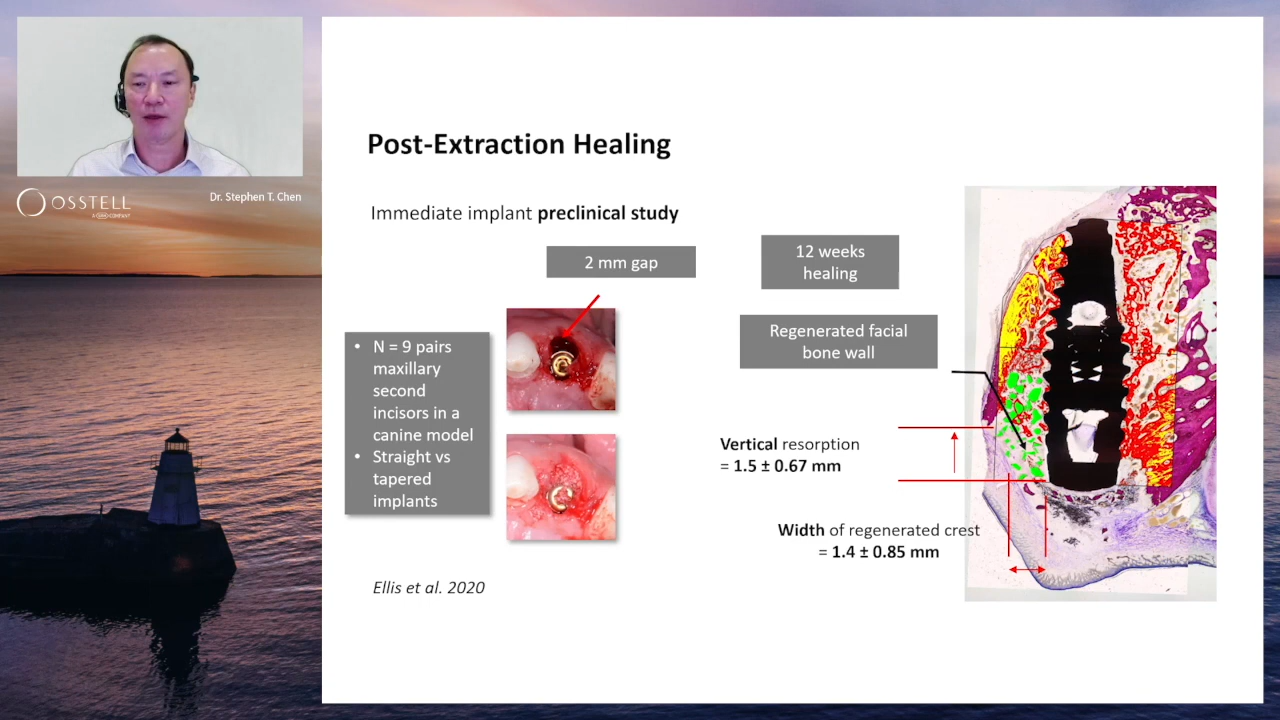 OSSTELL
Dr. Stephen T. Chen
Post-Extraction Healing
Immediate implant preclinical study
2 mm gap
12 weeks
healing
Regenerated facial
bone wall
• N = 9 pairs
maxillary
second
incisors in a
canine model
• Straight vs
tapered
implants
Vertical resorption
= 1.5 ± 0.67 mm
Width of regenerated crest
= 1.4 ± 0.85 mm
Ellis et al. 2020